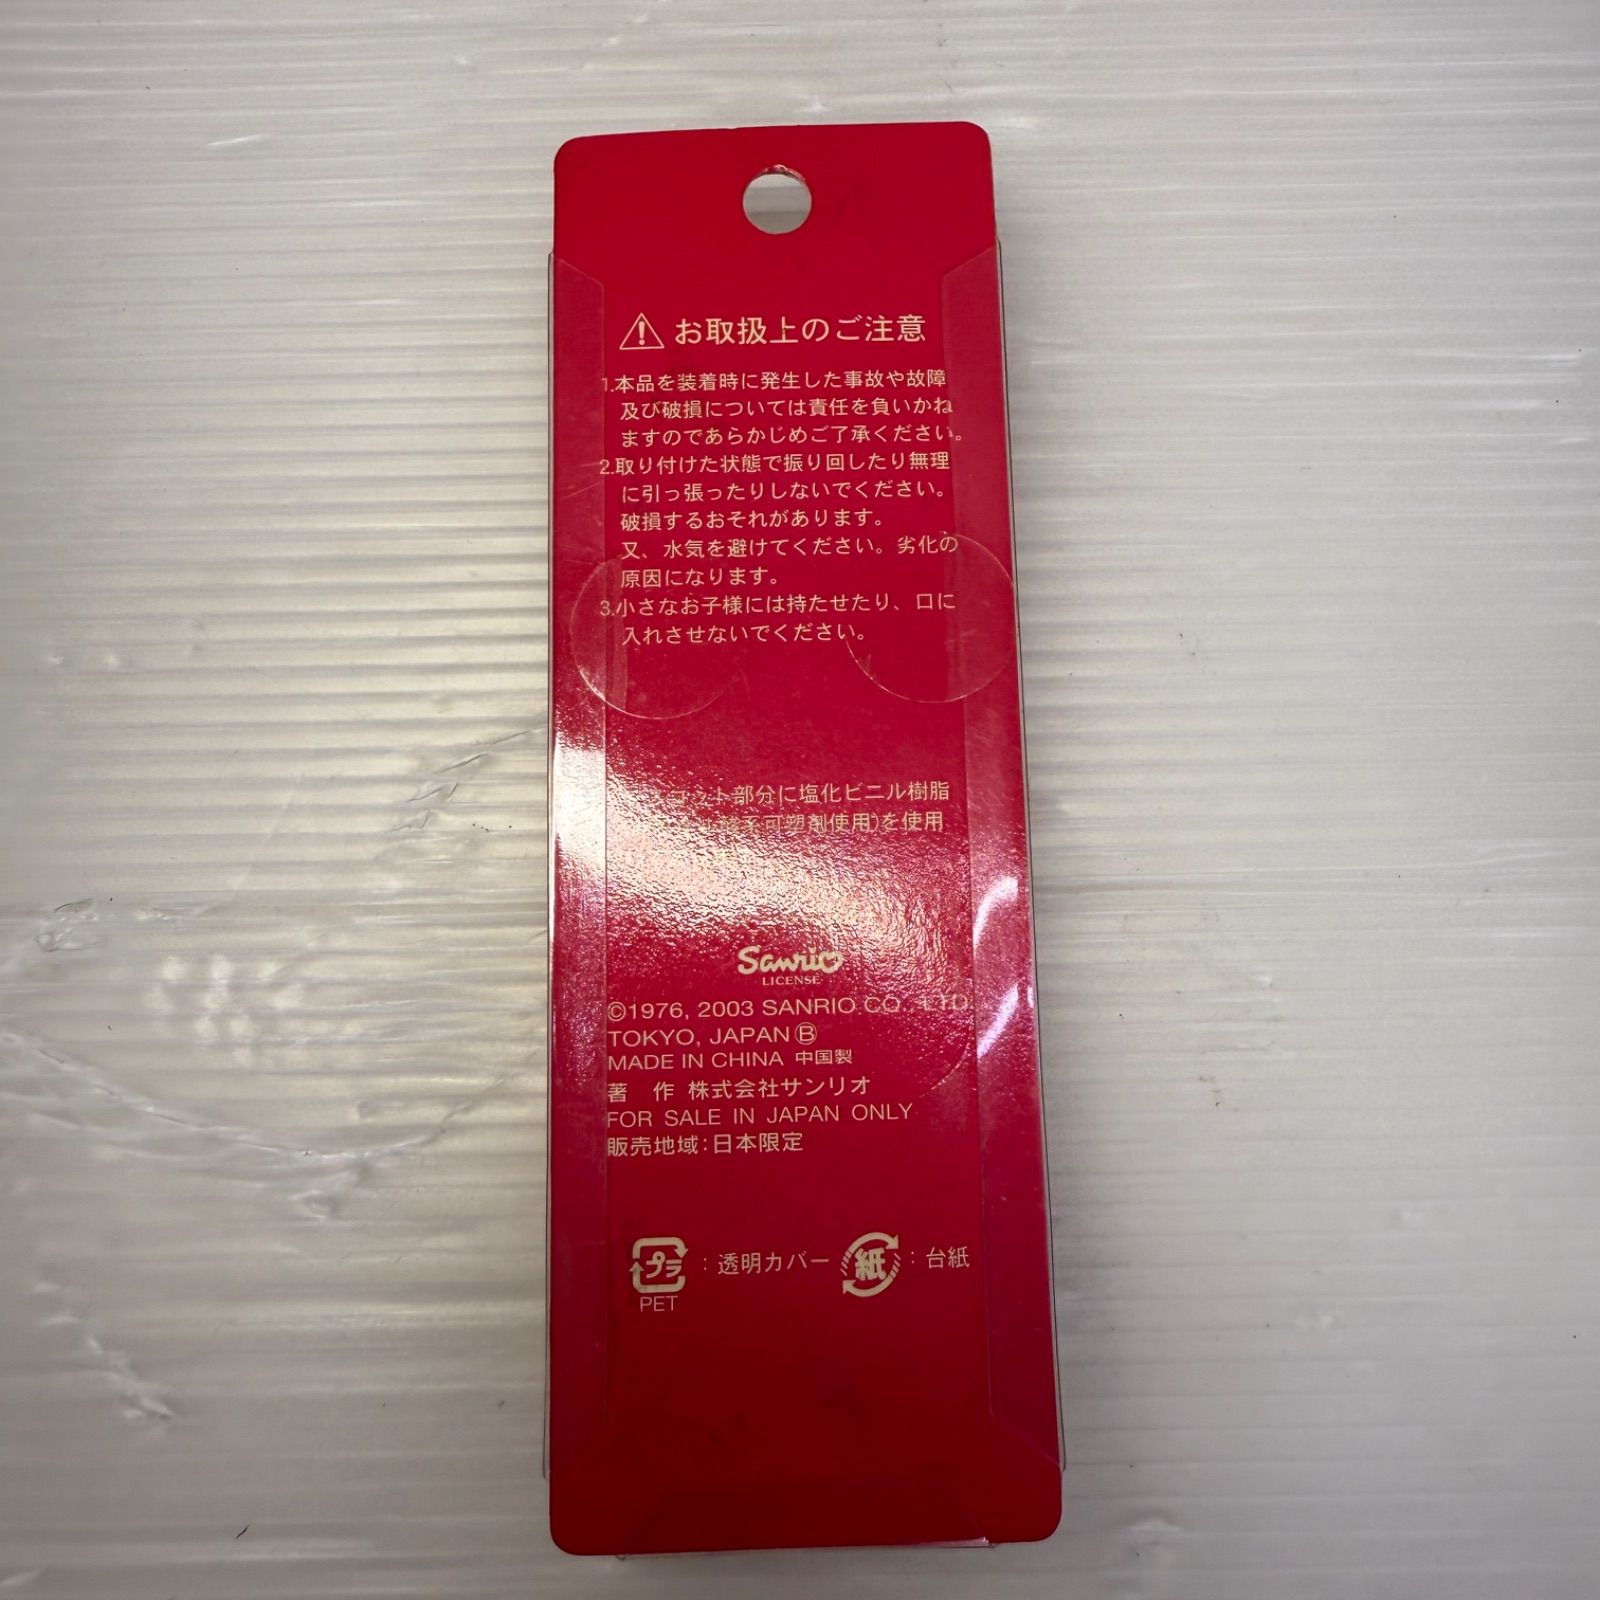 お取扱上のご注意
1.本品を装着時に発生した事故や故障
及び破損については責任を負いかね
ますのであらかじめご了承ください。
2.取り付けた状態で振り回したり無理
に引っ張ったりしないでください。
破損するおそれがあります。
又、水気を避けてください。劣化の
原因になります。
3.小さなお子様には持たせたり、口に
入れさせないでください。
コット部分に塩化ビニル樹脂
酸系可塑剤使用)を使用
Sanrio
LICENSE
©1976, 2003 SANRIO CO., LTD.
TOKYO, JAPAN Ⓑ
MADE IN CHINA 中国製
著 作 株式会社サンリオ
FOR SALE IN JAPAN ONLY
販売地域:日本限定
プラ :透明カバー 紙 :台紙
PET